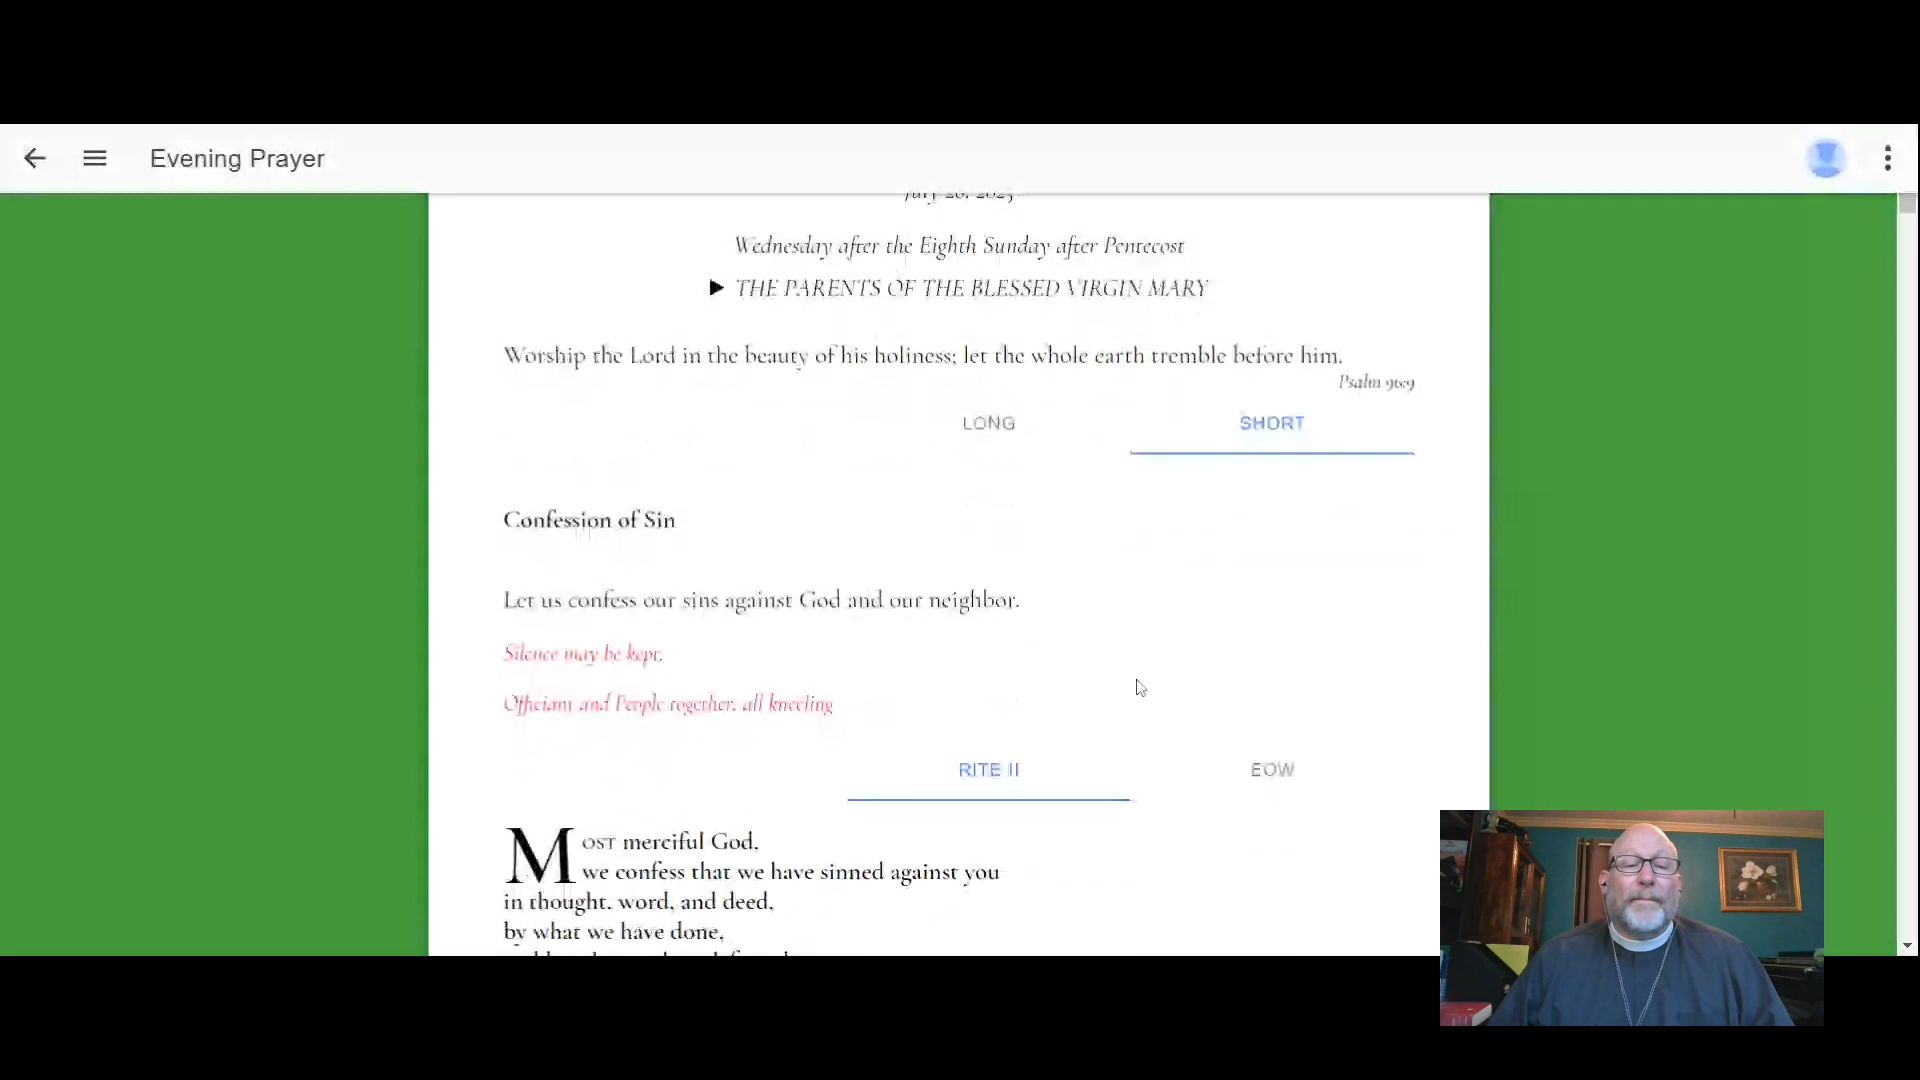 Evening Prayer
Wednesday after the Eighth Sunday after Pentecost
THE PARENTS OF THE BLESSED VIRGIN MARY
Worship the Lord in the beauty of his holiness; let the whole earth tremble before him.
Psalm 96:9
LONG SHORT
Confession of Sin
Let us confess our sins against God and our neighbor.
Silence may be kept.
Officiant and People together, all kneeling
RITE II EOW
MOST merciful God,
we confess that we have sinned against you
in thought, word, and deed,
by what we have done,